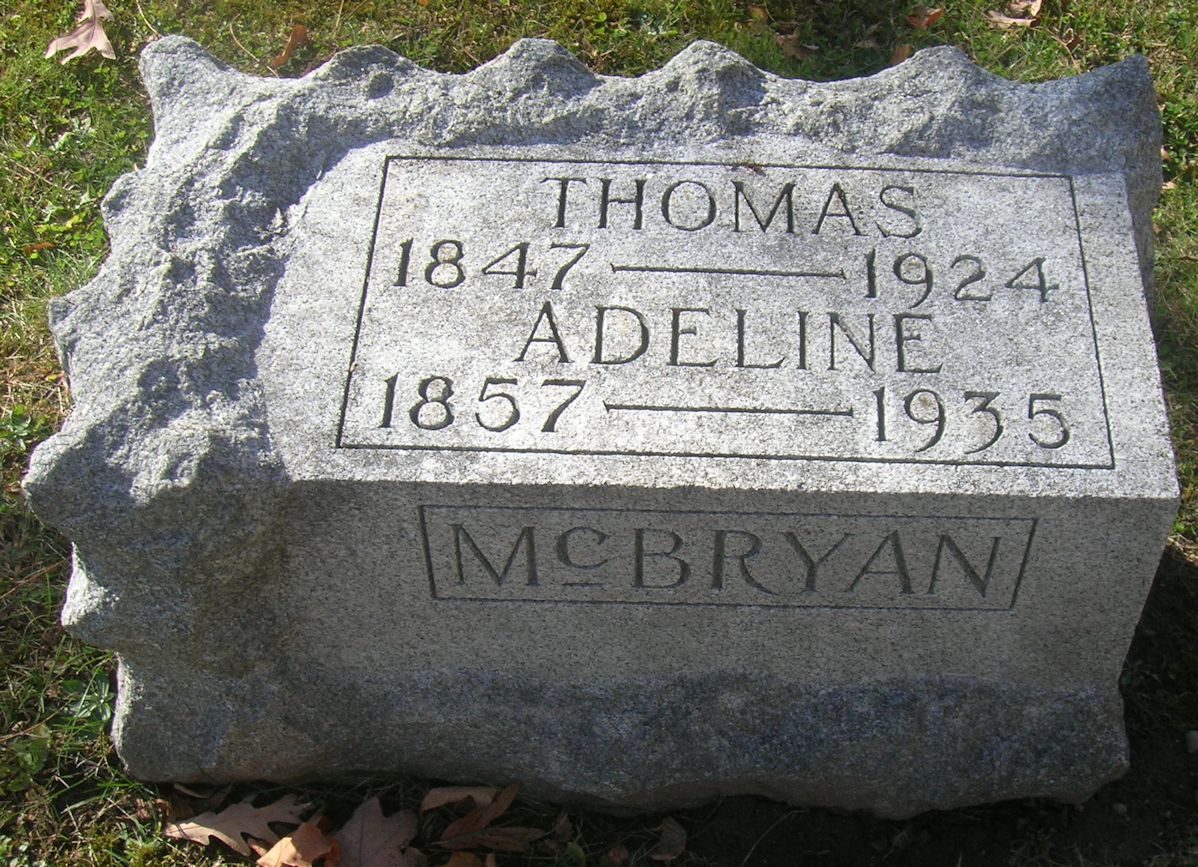 THOMAS
1847 — 1924
ADELINE
1857 — 1935
McBRYAN